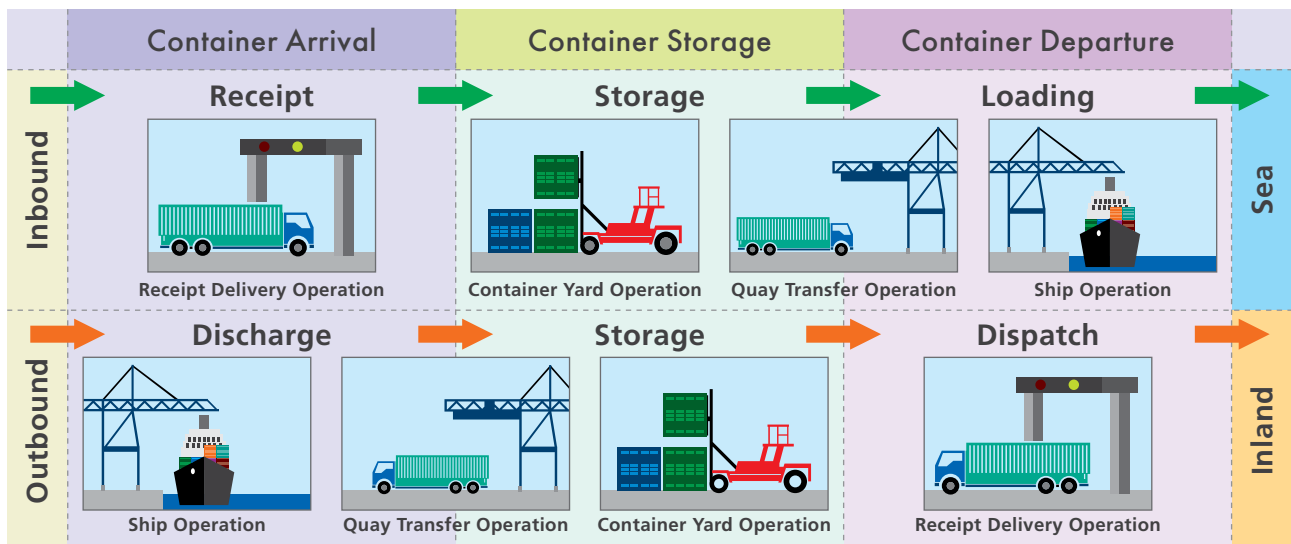 Container Arrival
Container Storage
Container Departure
Inbound
Receipt
Storage
Loading
Sea
Receipt Delivery Operation
Container Yard Operation
Quay Transfer Operation
Ship Operation
Outbound
Discharge
Storage
Dispatch
Inland
Ship Operation
Quay Transfer Operation
Container Yard Operation
Receipt Delivery Operation